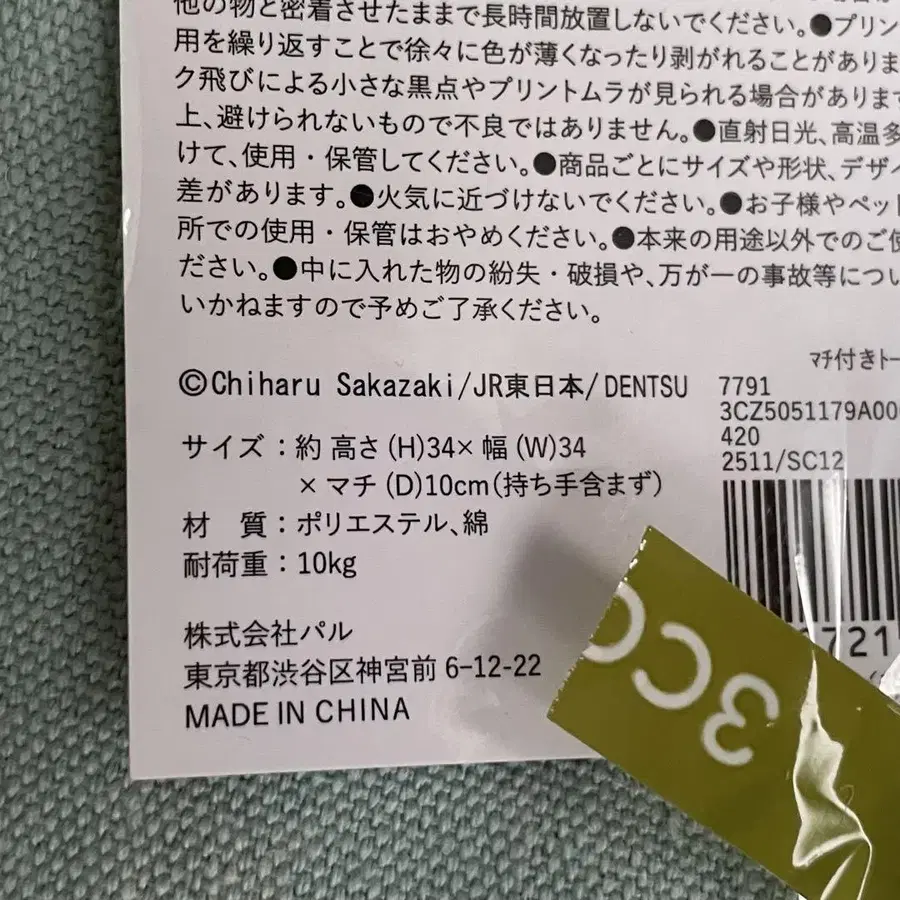 他の物と密着させたままで長時間放置しないでください。●プリン
用を繰り返すことで徐々に色が薄くなったり剥がれることがありま
ク飛びによる小さな黒点やプリントムラが見られる場合があります
上、避けられないもので不良ではありません。●直射日光、高温多
けて、使用・保管してください。●商品ごとにサイズや形状、デザイ
差があります。●火気に近づけないでください。●お子様やペット
所での使用・保管はおやめください。●本来の用途以外でのご使
ださい。●中に入れた物の紛失・破損や、万が一の事故等につい
いかねますので予めご了承ください。
©Chiharu Sakazaki/JR東日本/DENTSU
サイズ：約 高さ(H)34×幅(W)34
×マチ(D)10cm(持ち手含まず)
材　質：ポリエステル、綿
耐荷重：10kg
株式会社パル
東京都渋谷区神宮前 6-12-22
MADE IN CHINA
ﾏﾁ付きﾄｰ
7791
3CZ5051179A00
420
2511/SC12
721
3CO